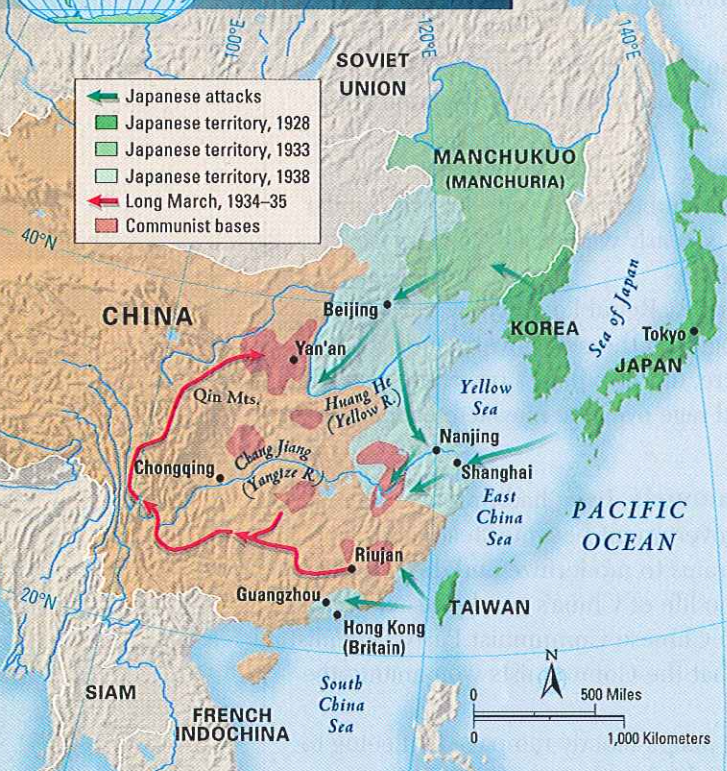 100°E
120°E
140°E
SOVIET
UNION
Japanese attacks
Japanese territory, 1928
Japanese territory, 1933
Japanese territory, 1938
Long March, 1934–35
Communist bases
MANCHUKUO
(MANCHURIA)
40°N
CHINA
Beijing
KOREA
Sea of Japan
Tokyo
JAPAN
Yan'an
Qin Mts.
Huang He
(Yellow R.)
Yellow
Sea
Nanjing
Chang Jiang
(Yangtze R.)
Chongqing
Shanghai
East
China
Sea
PACIFIC
OCEAN
Riujan
20°N
Guangzhou
TAIWAN
Hong Kong
(Britain)
SIAM
FRENCH
INDOCHINA
South
China
Sea
N
0 500 Miles
0 1,000 Kilometers